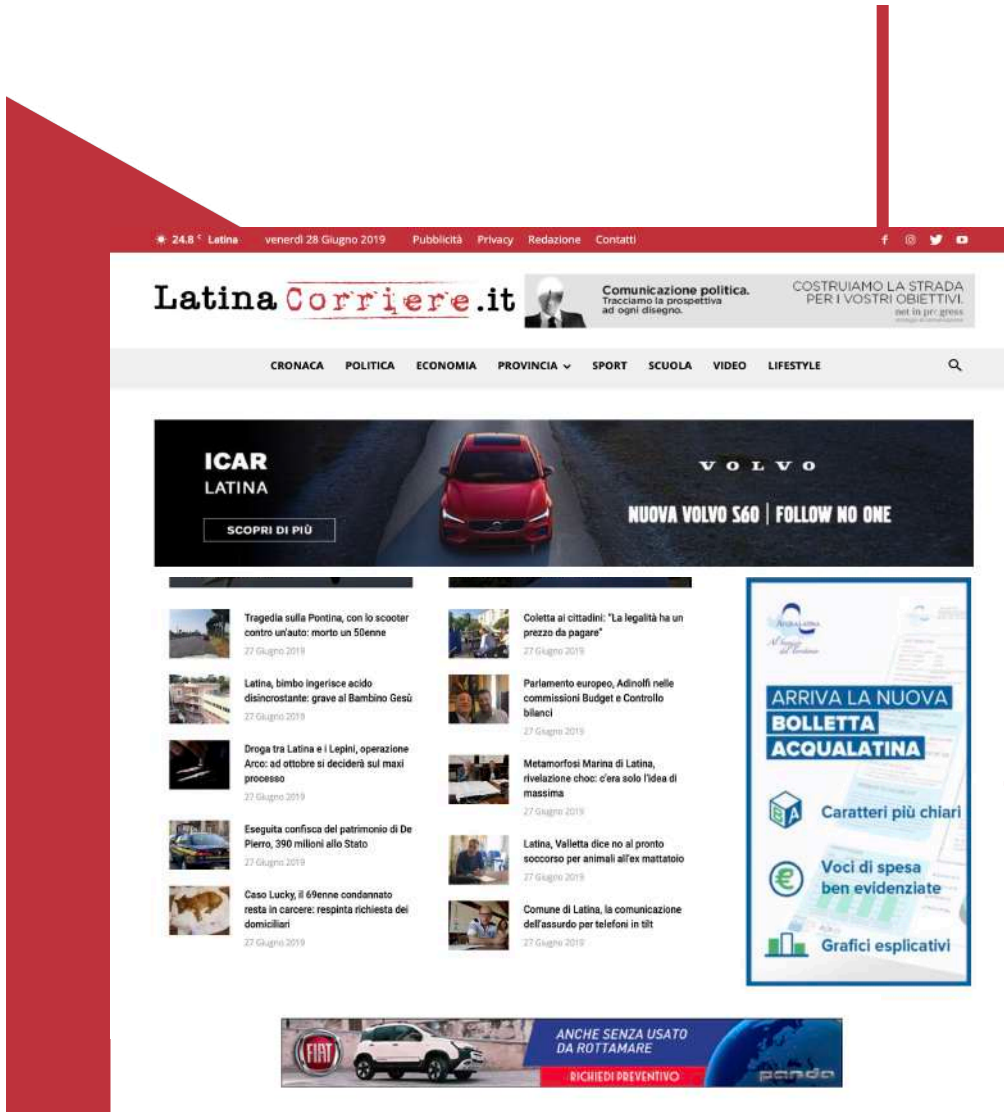 24.8 C Latina venerdì 28 Giugno 2019 Pubblicità Privacy Redazione Contatti
LatinaCorriere.it
Comunicazione politica.
Tracciamo la prospettiva
ad ogni disegno.
COSTRUIAMO LA STRADA
PER I VOSTRI OBIETTIVI.
net in progress
CRONACA POLITICA ECONOMIA PROVINCIA SPORT SCUOLA VIDEO LIFESTYLE
ICAR
LATINA
SCOPRI DI PIÙ
VOLVO
NUOVA VOLVO S60 | FOLLOW NO ONE
Tragedia sulla Pontina, con lo scooter
contro un'auto: morto un 50enne
27 Giugno 2019
Latina, bimbo ingerisce acido
disincrostante: grave al Bambino Gesù
27 Giugno 2019
Droga tra Latina e i Lepini, operazione
Arco: ad ottobre si deciderà sul maxi
processo
27 Giugno 2019
Eseguita confisca del patrimonio di De
Pierro, 390 milioni allo Stato
27 Giugno 2019
Caso Lucky, il 69enne condannato
resta in carcere: respinta richiesta dei
domiciliari
27 Giugno 2019
Coletta ai cittadini: "La legalità ha un
prezzo da pagare"
27 Giugno 2019
Parlamento europeo, Adinolfi nelle
commissioni Budget e Controllo
bilanci
27 Giugno 2019
Metamorfosi Marina di Latina,
rivelazione choc: c'era solo l'idea di
massima
27 Giugno 2019
Latina, Valletta dice no al pronto
soccorso per animali all'ex mattatoio
27 Giugno 2019
Comune di Latina, la comunicazione
dell'assurdo per telefoni in tilt
27 Giugno 2019
ACQUALATINA
ARRIVA LA NUOVA
BOLLETTA
ACQUALATINA
B A
Caratteri più chiari
€
Voci di spesa
ben evidenziate
Grafici esplicativi
FIAT
ANCHE SENZA USATO
DA ROTTAMARE
RICHIEDI PREVENTIVO
panda